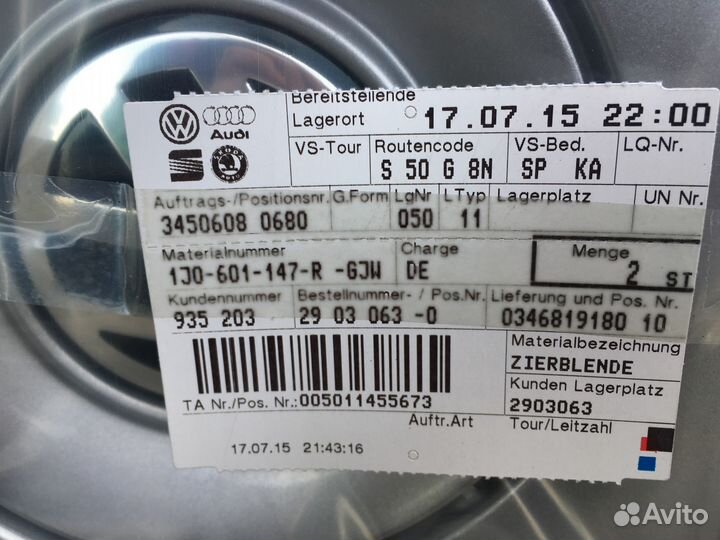 Bereitstellende
Lagerort 17.07.15 22:00
Audi
VS-Tour Routencode VS-Bed. LQ-Nr.
S 50 G 8N SP KA
SKODA
Auftrags-/Positionsnr. G.Form LgNr LTyp Lagerplatz UN Nr.
3450608 0680 050 11
Materialnummer Charge Menge
1J0-601-147-R -GJW DE 2 ST
Kundennummer Bestellnummer- / Pos.Nr. Lieferung und Pos. Nr.
935 203 29 03 063 -0 0346819180 10
Materialbezeichnung
ZIERBLENDE
Kunden Lagerplatz
TA Nr./Pos. Nr.: 005011455673 2903063
Auftr.Art Tour/Leitzahl
17.07.15 21:43:16
Avito